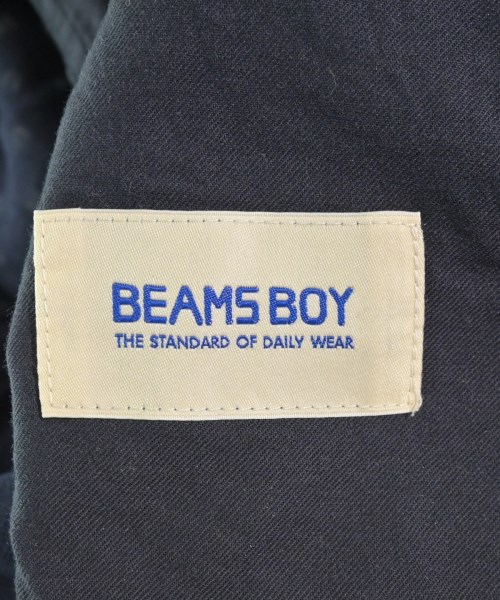 BEAMS BOY
THE STANDARD OF DAILY WEAR